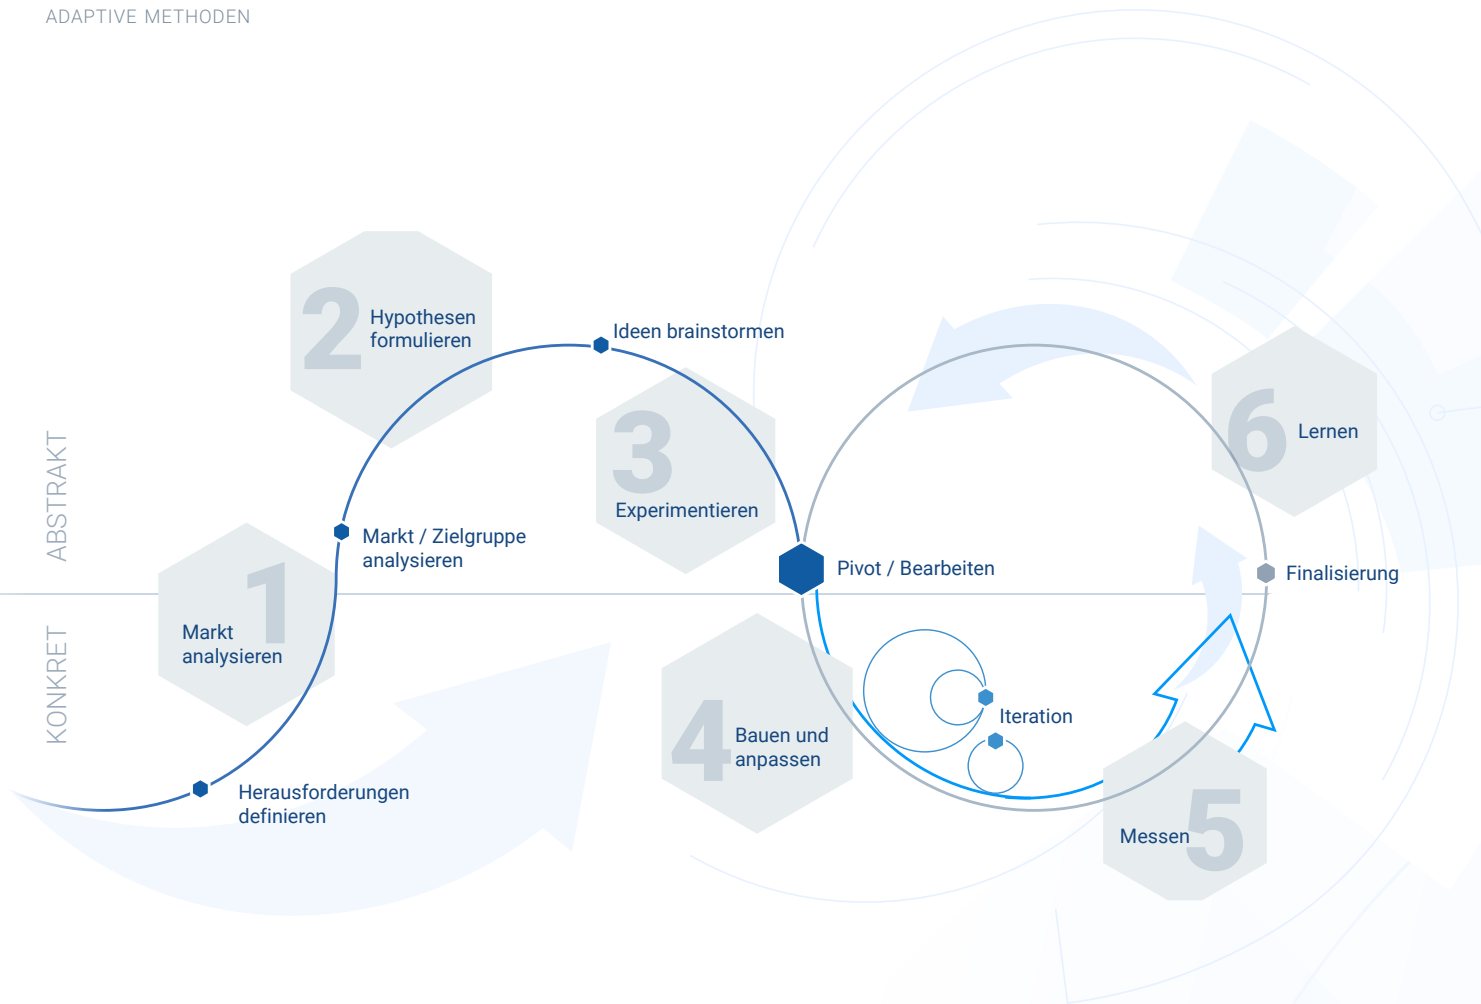 ADAPTIVE METHODEN
ABSTRAKT
KONKRET
1
Markt
analysieren
Herausforderungen
definieren
2
Hypothesen
formulieren
Markt / Zielgruppe
analysieren
Ideen brainstormen
3
Experimentieren
Pivot / Bearbeiten
4
Bauen und
anpassen
Iteration
5
Messen
6
Lernen
Finalisierung